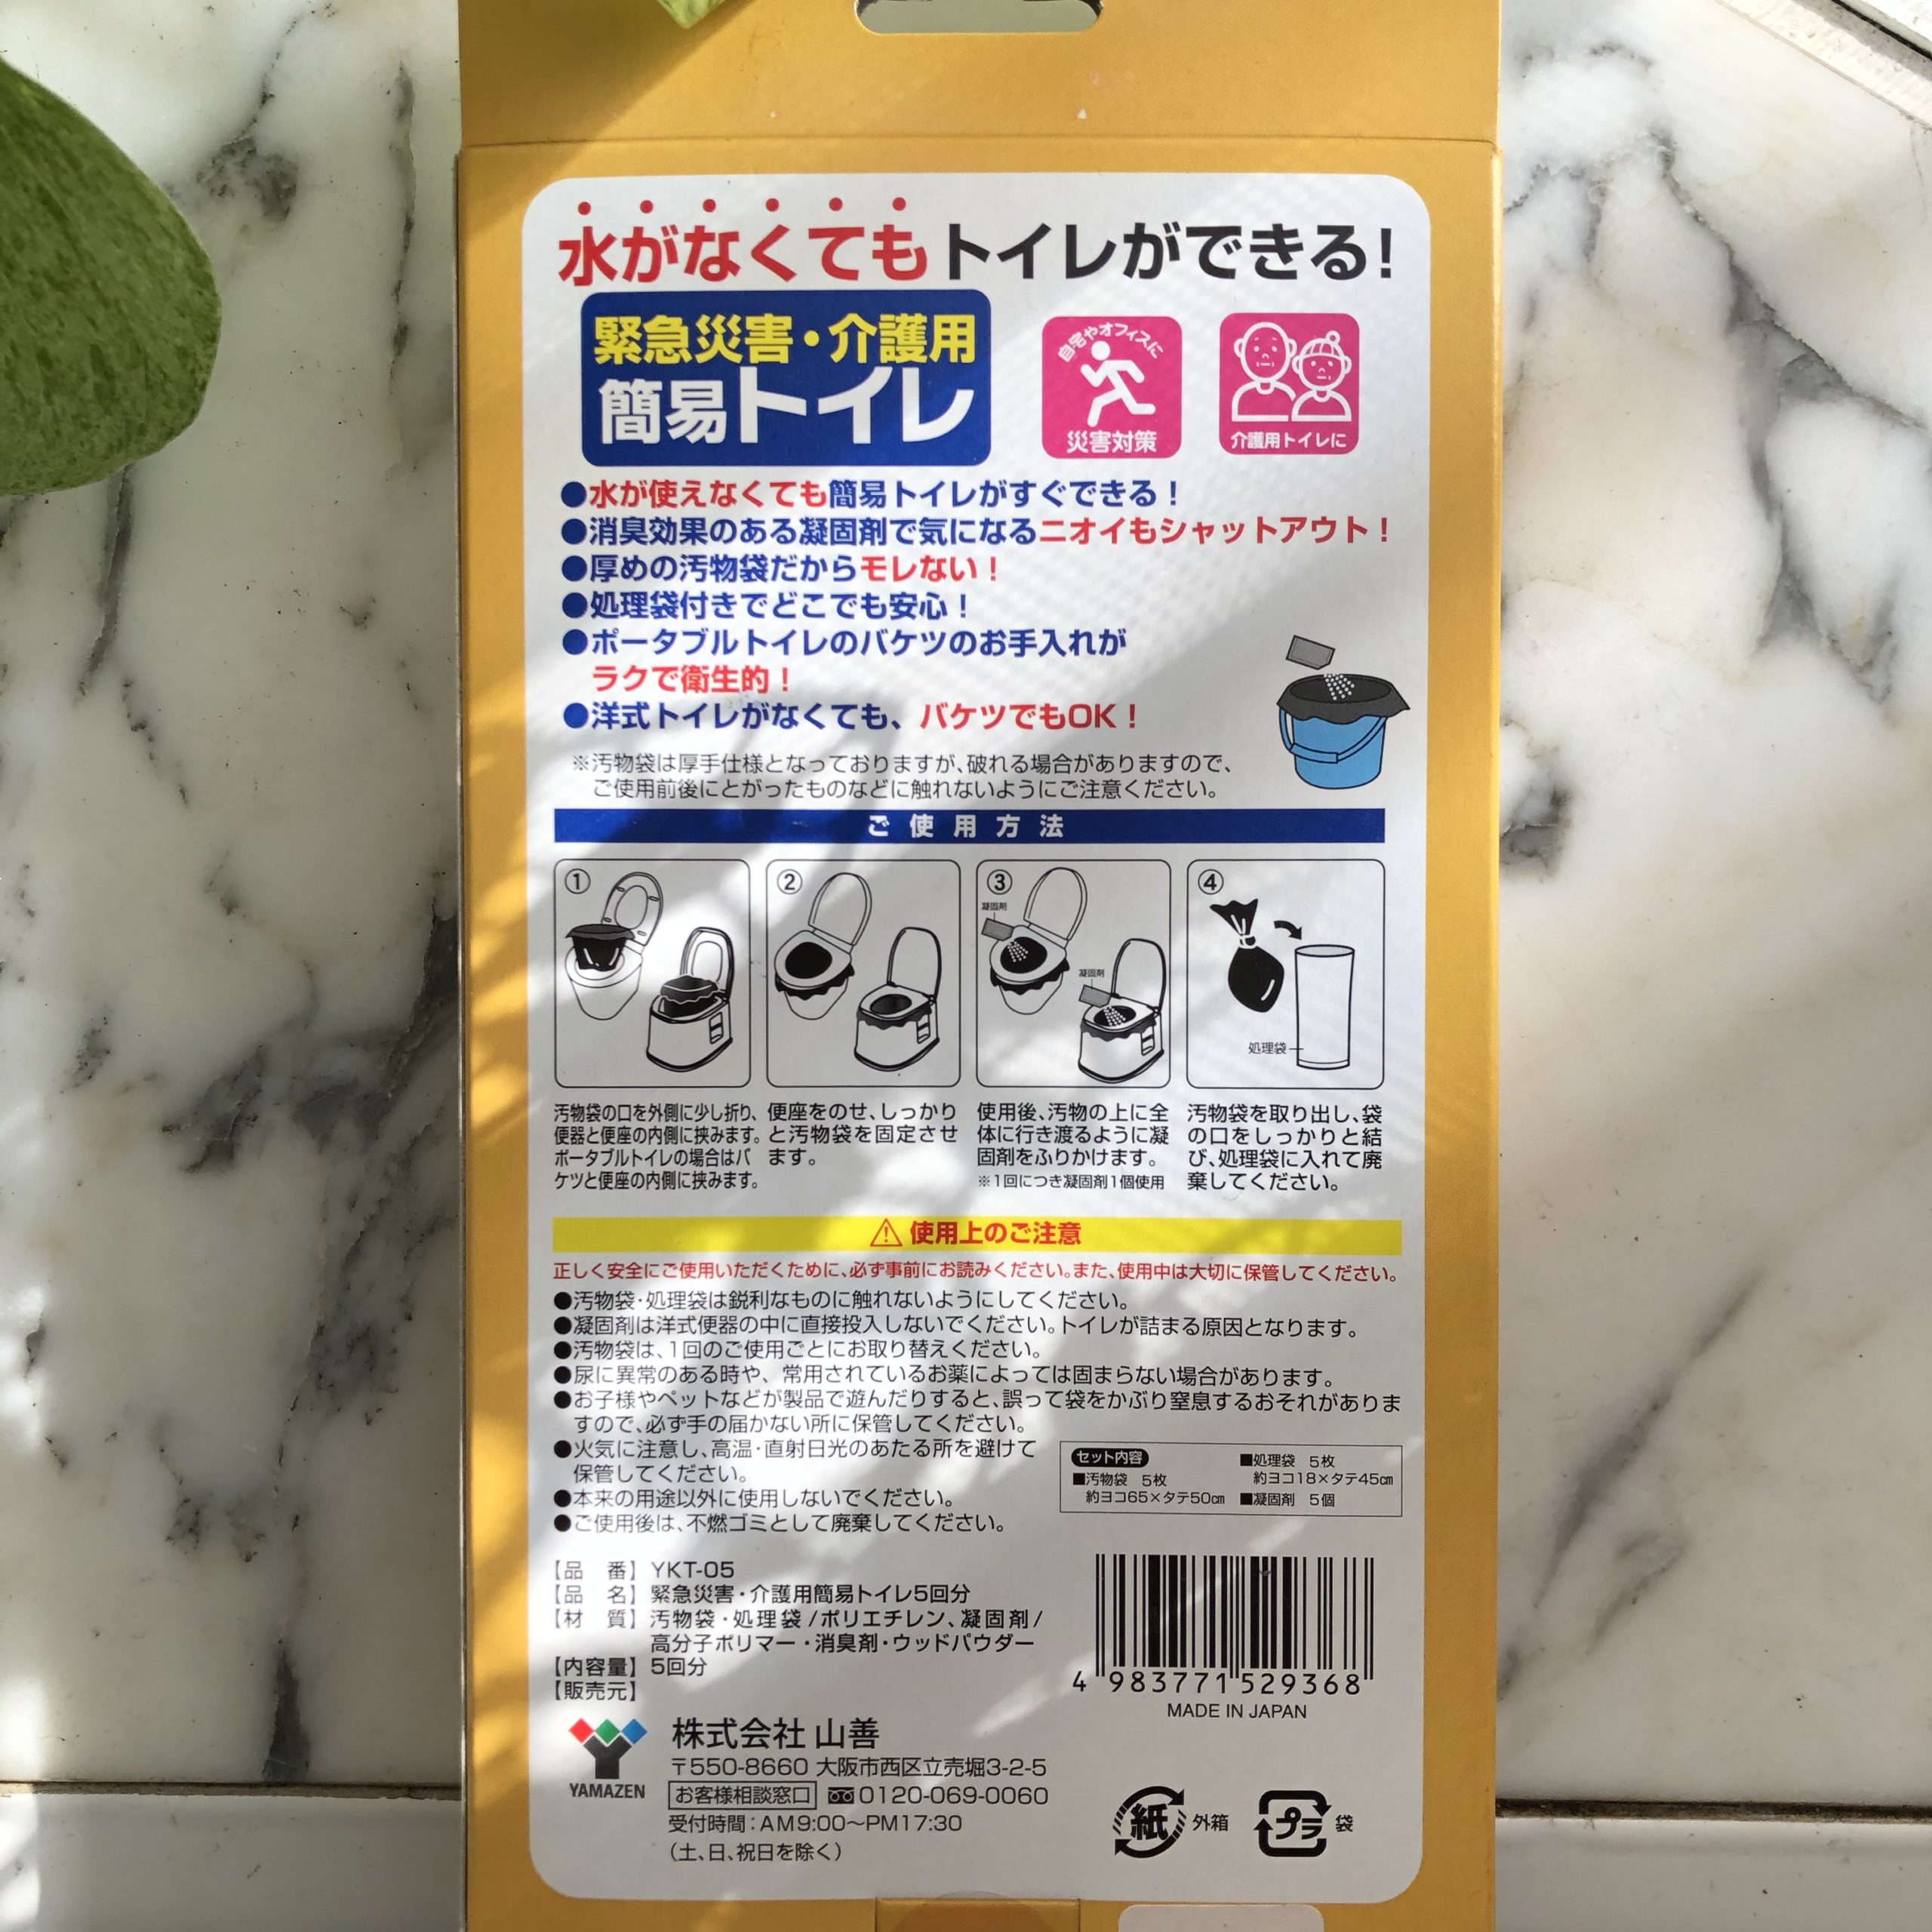 水がなくてもトイレができる!
緊急災害・介護用
簡易トイレ
自宅やオフィスに
災害対策
介護用トイレに
●水が使えなくても簡易トイレがすぐできる！
●消臭効果のある凝固剤で気になるニオイもシャットアウト！
●厚めの汚物袋だからモレない！
●処理袋付きでどこでも安心！
●ポータブルトイレのバケツのお手入れが
ラクで衛生的！
●洋式トイレがなくても、バケツでもOK！
※汚物袋は厚手仕様となっておりますが、破れる場合がありますので、
ご使用前後にとがったものなどに触れないようにご注意ください。
ご使用方法
①
②
③
凝固剤
凝固剤
④
処理袋
汚物袋の口を外側に少し折り、
便器と便座の内側に挟みます。
ポータブルトイレの場合はバ
ケツと便座の内側に挟みます。
便座をのせ、しっかり
と汚物袋を固定させ
ます。
使用後、汚物の上に全
体に行き渡るように凝
固剤をふりかけます。
※1回につき凝固剤1個使用
汚物袋を取り出し、袋
の口をしっかりと結
び、処理袋に入れて廃
棄してください。
⚠使用上のご注意
正しく安全にご使用いただくために、必ず事前にお読みください。また、使用中は大切に保管してください。
●汚物袋・処理袋は鋭利なものに触れないようにしてください。
●凝固剤は洋式便器の中に直接投入しないでください。トイレが詰まる原因となります。
●汚物袋は、1回のご使用ごとにお取り替えください。
●尿に異常のある時や、常用されているお薬によっては固まらない場合があります。
●お子様やペットなどが製品で遊んだりすると、誤って袋をかぶり窒息するおそれがありま
すので、必ず手の届かない所に保管してください。
●火気に注意し、高温・直射日光のあたる所を避けて
保管してください。
●本来の用途以外に使用しないでください。
●ご使用後は、不燃ゴミとして廃棄してください。
セット内容
■汚物袋 5枚
約ヨコ65×タテ50㎝
■処理袋 5枚
約ヨコ18×タテ45㎝
■凝固剤 5個
【品 番】YKT-05
【品 名】緊急災害・介護用簡易トイレ5回分
【材 質】汚物袋・処理袋/ポリエチレン、凝固剤/
高分子ポリマー・消臭剤・ウッドパウダー
【内容量】5回分
【販売元】
4 983771 529368
MADE IN JAPAN
YAMAZEN
株式会社 山善
〒550-8660 大阪市西区立売堀3-2-5
お客様相談窓口 0120-069-0060
受付時間：AM9:00～PM17:30
（土、日、祝日を除く）
紙 外箱
プラ 袋